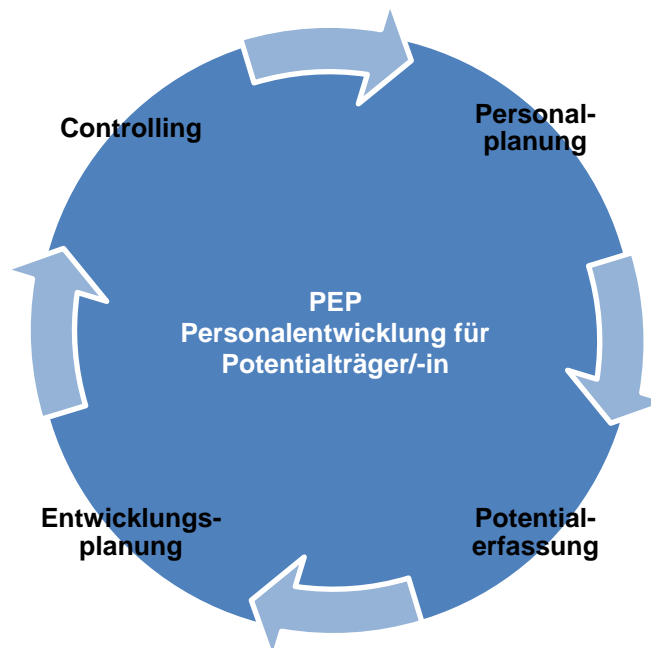 Controlling
Personal-
planung
PEP
Personalentwicklung für
Potentialträger/-in
Entwicklungs-
planung
Potential-
erfassung